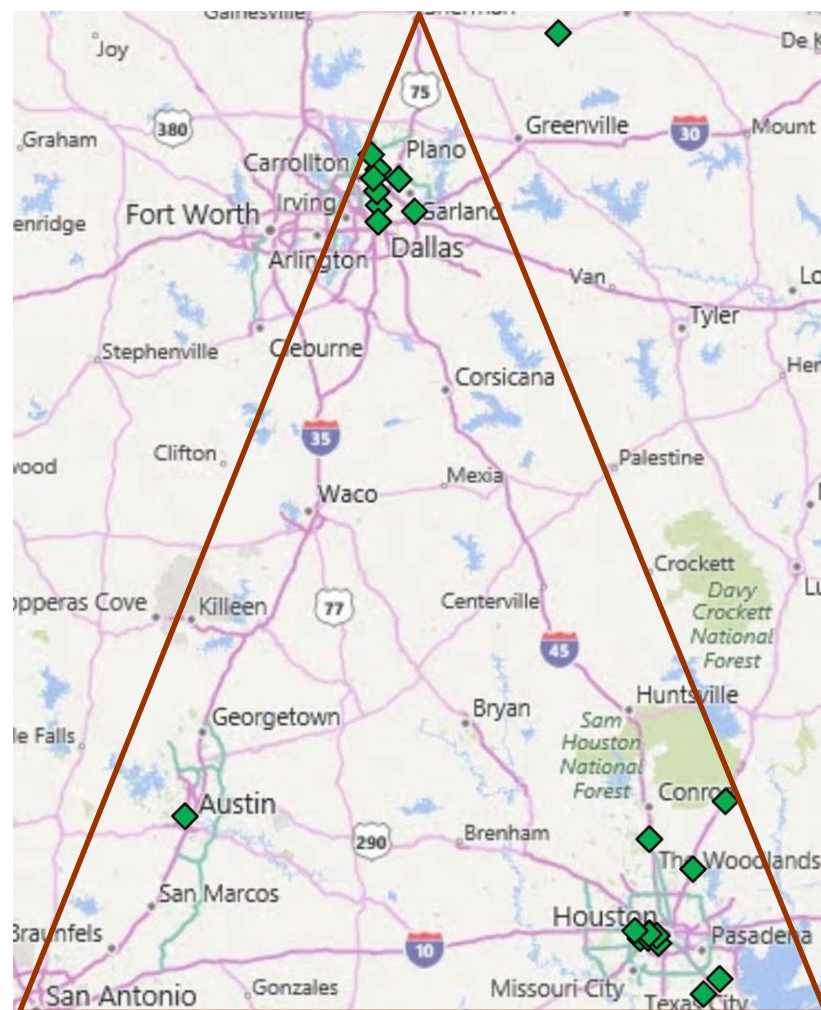 Joy
75
De K
380
Greenville
30
Mount
Graham
Plano
Carrollton
Irving
Garland
Fort Worth
enridge
Dallas
Arlington
Van
Lo
Tyler
Stephenville
Cleburne
Her
Corsicana
35
Clifton
Palestine
wood
Mexia
Waco
Crockett
Davy
Crockett
National
Forest
Lu
opperas Cove
Killeen
77
Centerville
45
Huntsville
Georgetown
Bryan
Sam
Houston
National
Forest
le Falls
Conro
Austin
290
Brenham
The Woodlands
San Marcos
Houston
Braunfels
10
Pasadena
Gonzales
Missouri City
San Antonio
Texas City